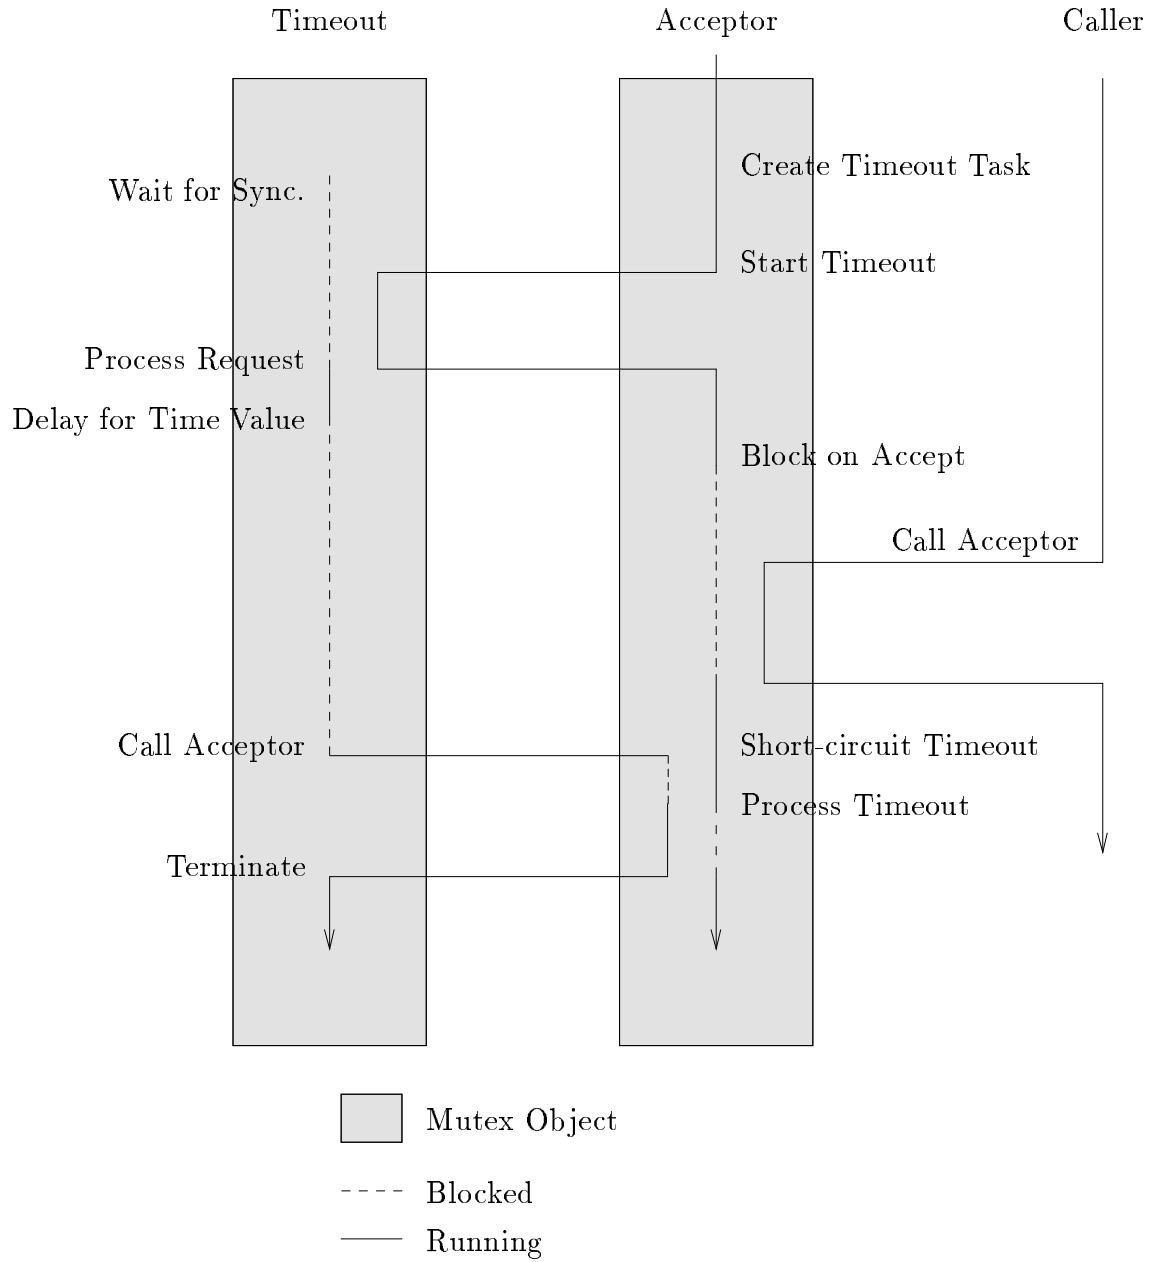 Timeout
Acceptor
Caller
Create Timeout Task
Wait for Sync.
Start Timeout
Process Request
Delay for Time Value
Block on Accept
Call Acceptor
Call Acceptor
Short-circuit Timeout
Process Timeout
Terminate
Mutex Object
Blocked
Running